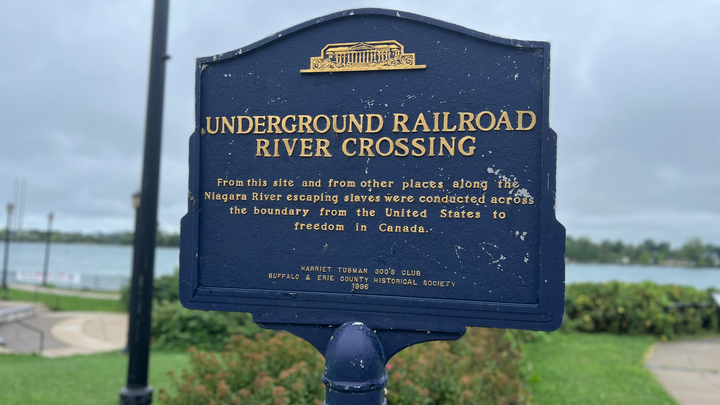 UNDERGROUND RAILROAD
RIVER CROSSING
From this site and from other places along the
Niagara River escaping slaves were conducted across
the boundary from the United States to
freedom in Canada.
HARRIET TUBMAN 300'S CLUB
BUFFALO & ERIE COUNTY HISTORICAL SOCIETY
1996